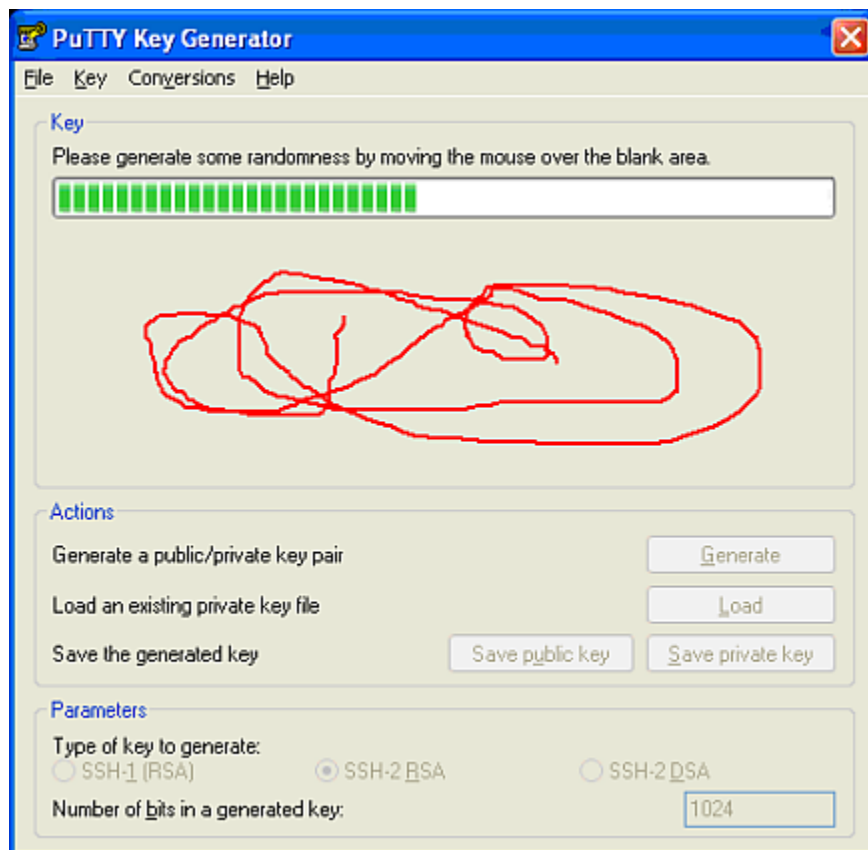 PuTTY Key Generator
File Key Conversions Help
Key
Please generate some randomness by moving the mouse over the blank area.
Actions
Generate a public/private key pair
Generate
Load an existing private key file
Load
Save the generated key
Save public key
Save private key
Parameters
Type of key to generate:
SSH-1 (RSA)
SSH-2 RSA
SSH-2 DSA
Number of bits in a generated key:
1024